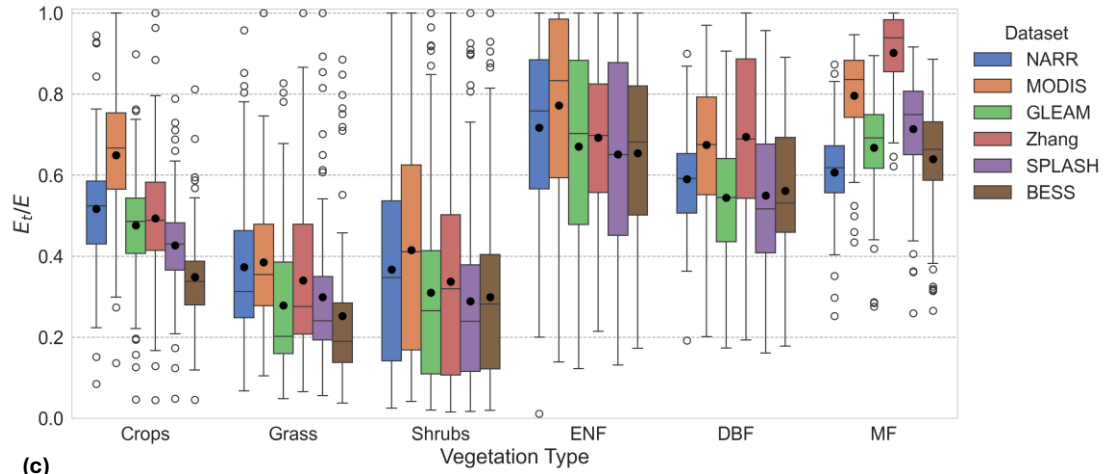 1.0
0.8
0.6
0.4
0.2
0.0
E_t/E
Crops
Grass
Shrubs
ENF
DBF
MF
Vegetation Type
Dataset
NARR
MODIS
GLEAM
Zhang
SPLASH
BESS
(c)